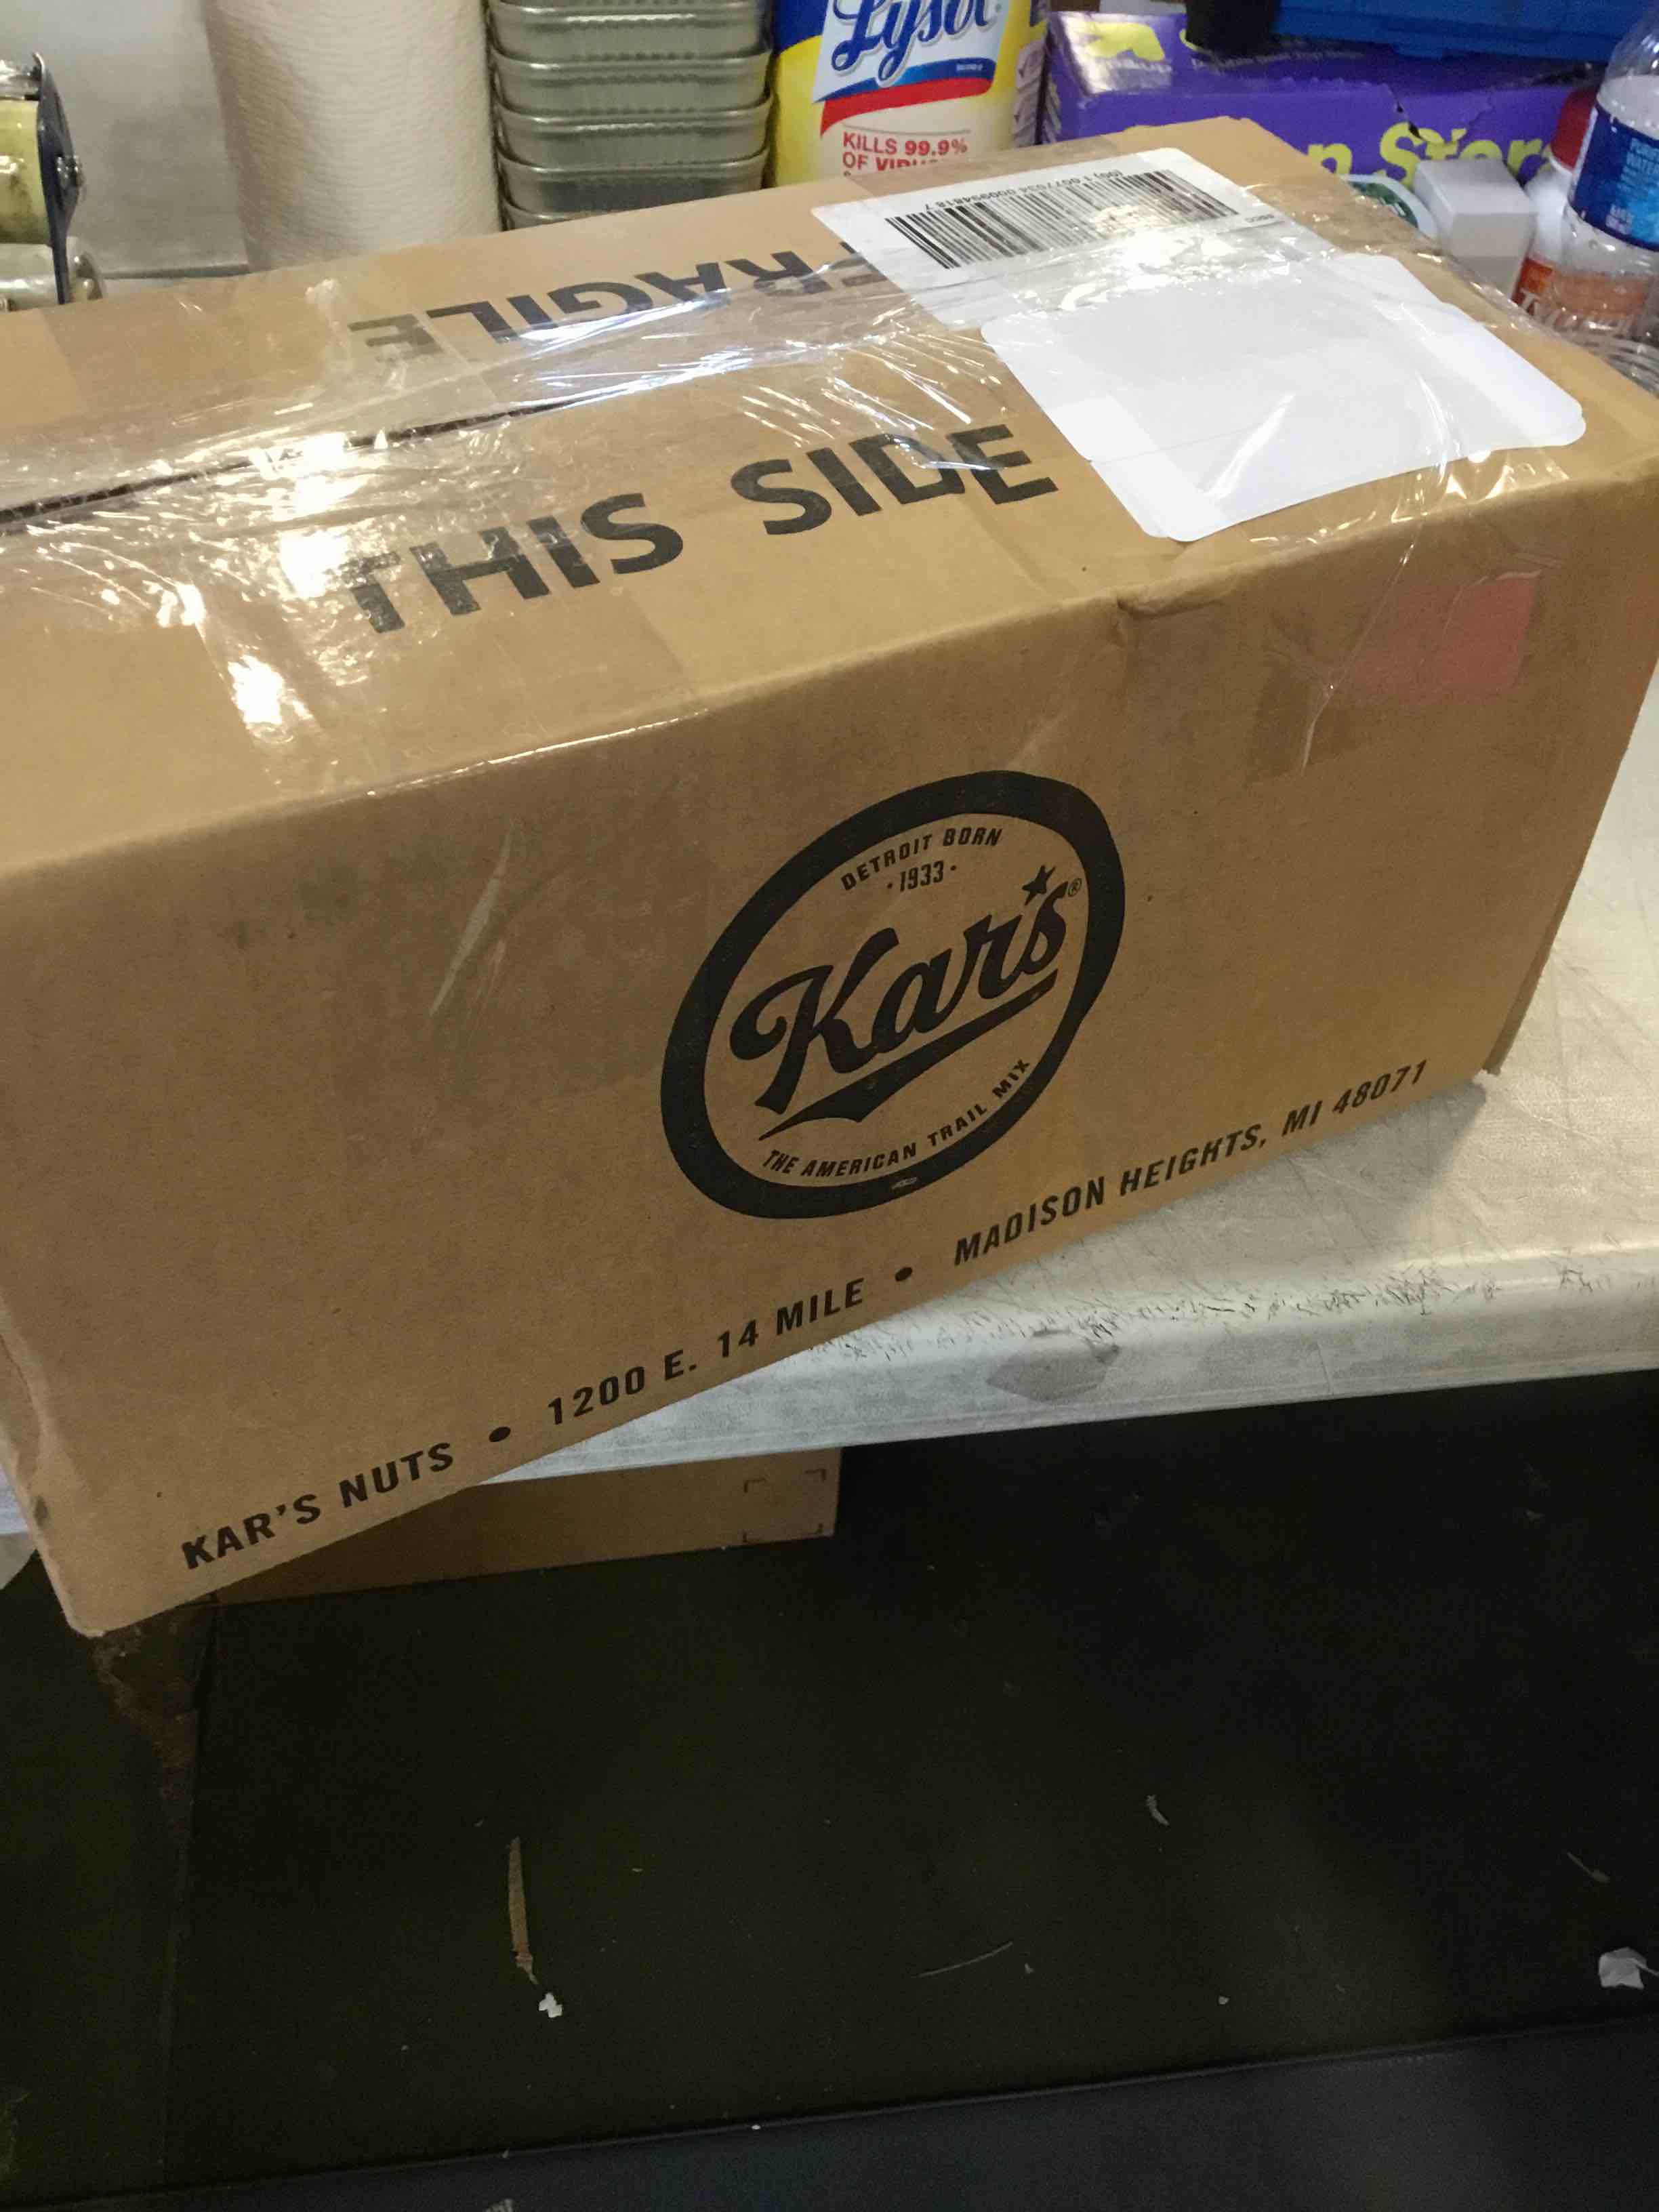 Lysol
KILLS 99.9%
OF
FRAGILE
THIS SIDE
DETROIT BORN
· 1933 ·
Kar's®
THE AMERICAN TRAIL MIX
KAR'S NUTS • 1200 E. 14 MILE • MADISON HEIGHTS, MI 48071